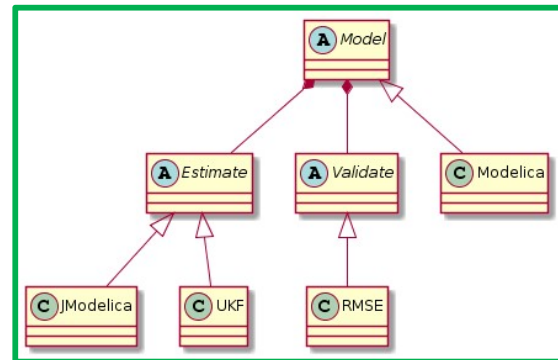 A Model
A Estimate
A Validate
C Modelica
C JModelica
C UKF
C RMSE